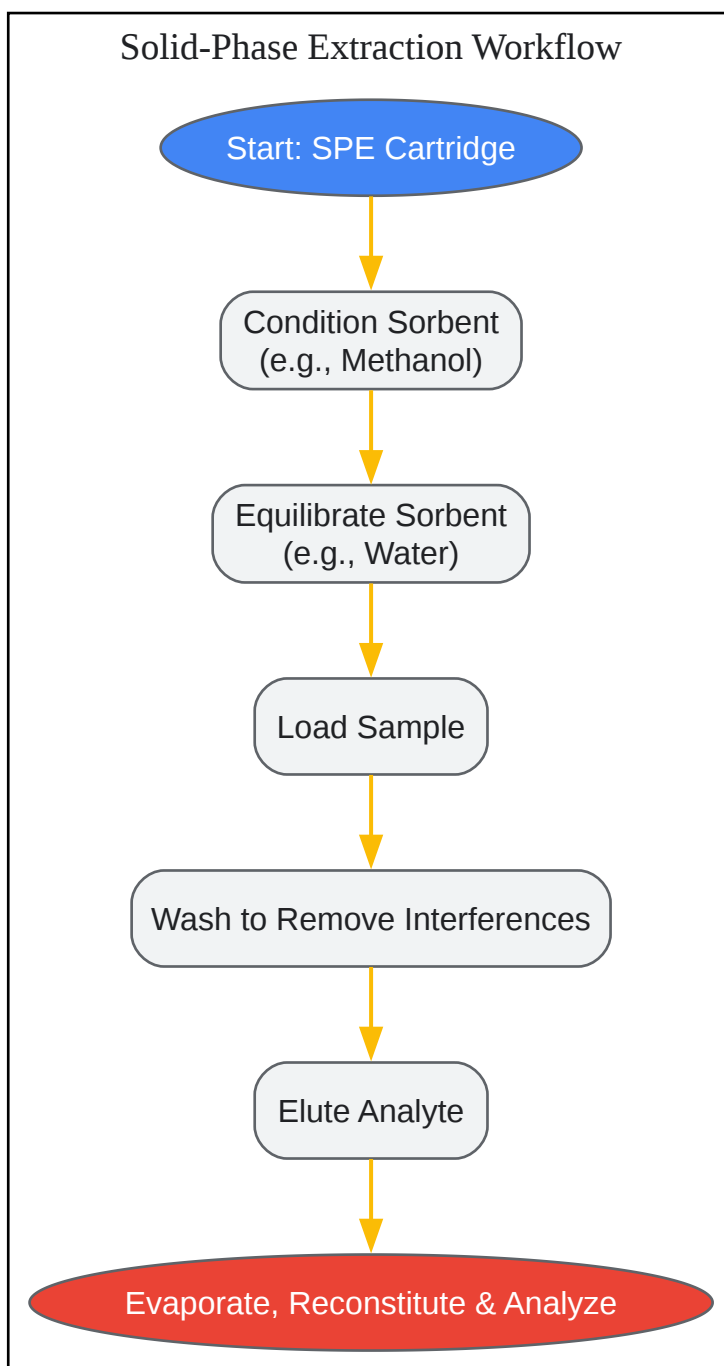 Solid-Phase Extraction Workflow
Start: SPE Cartridge
Condition Sorbent
(e.g., Methanol)
Equilibrate Sorbent
(e.g., Water)
Load Sample
Wash to Remove Interferences
Elute Analyte
Evaporate, Reconstitute & Analyze